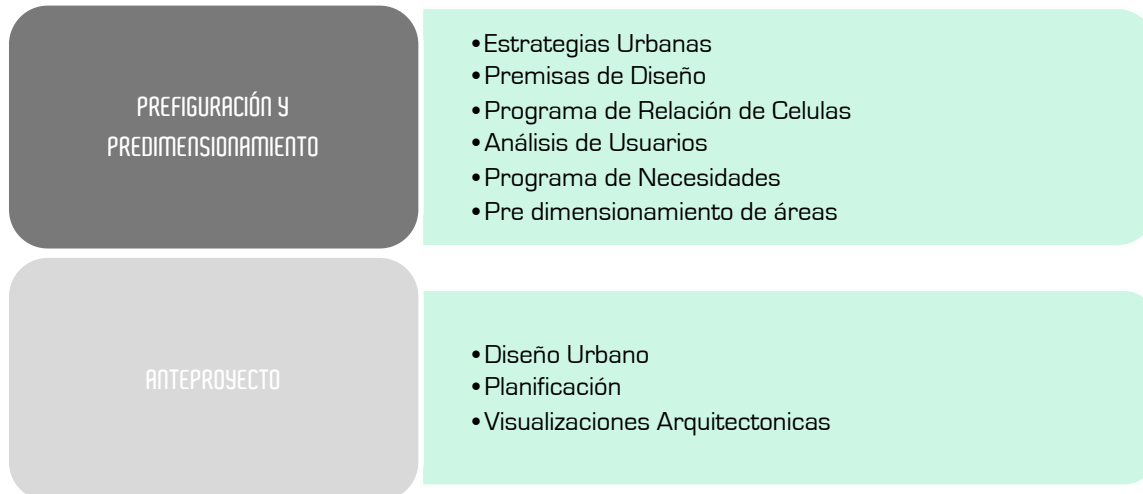 PREFIGURACIÓN Y
PREDIMENSIONAMIENTO
•Estrategias Urbanas
•Premisas de Diseño
•Programa de Relación de Celulas
•Análisis de Usuarios
•Programa de Necesidades
•Pre dimensionamiento de áreas
ANTEPROYECTO
•Diseño Urbano
•Planificación
•Visualizaciones Arquitectonicas